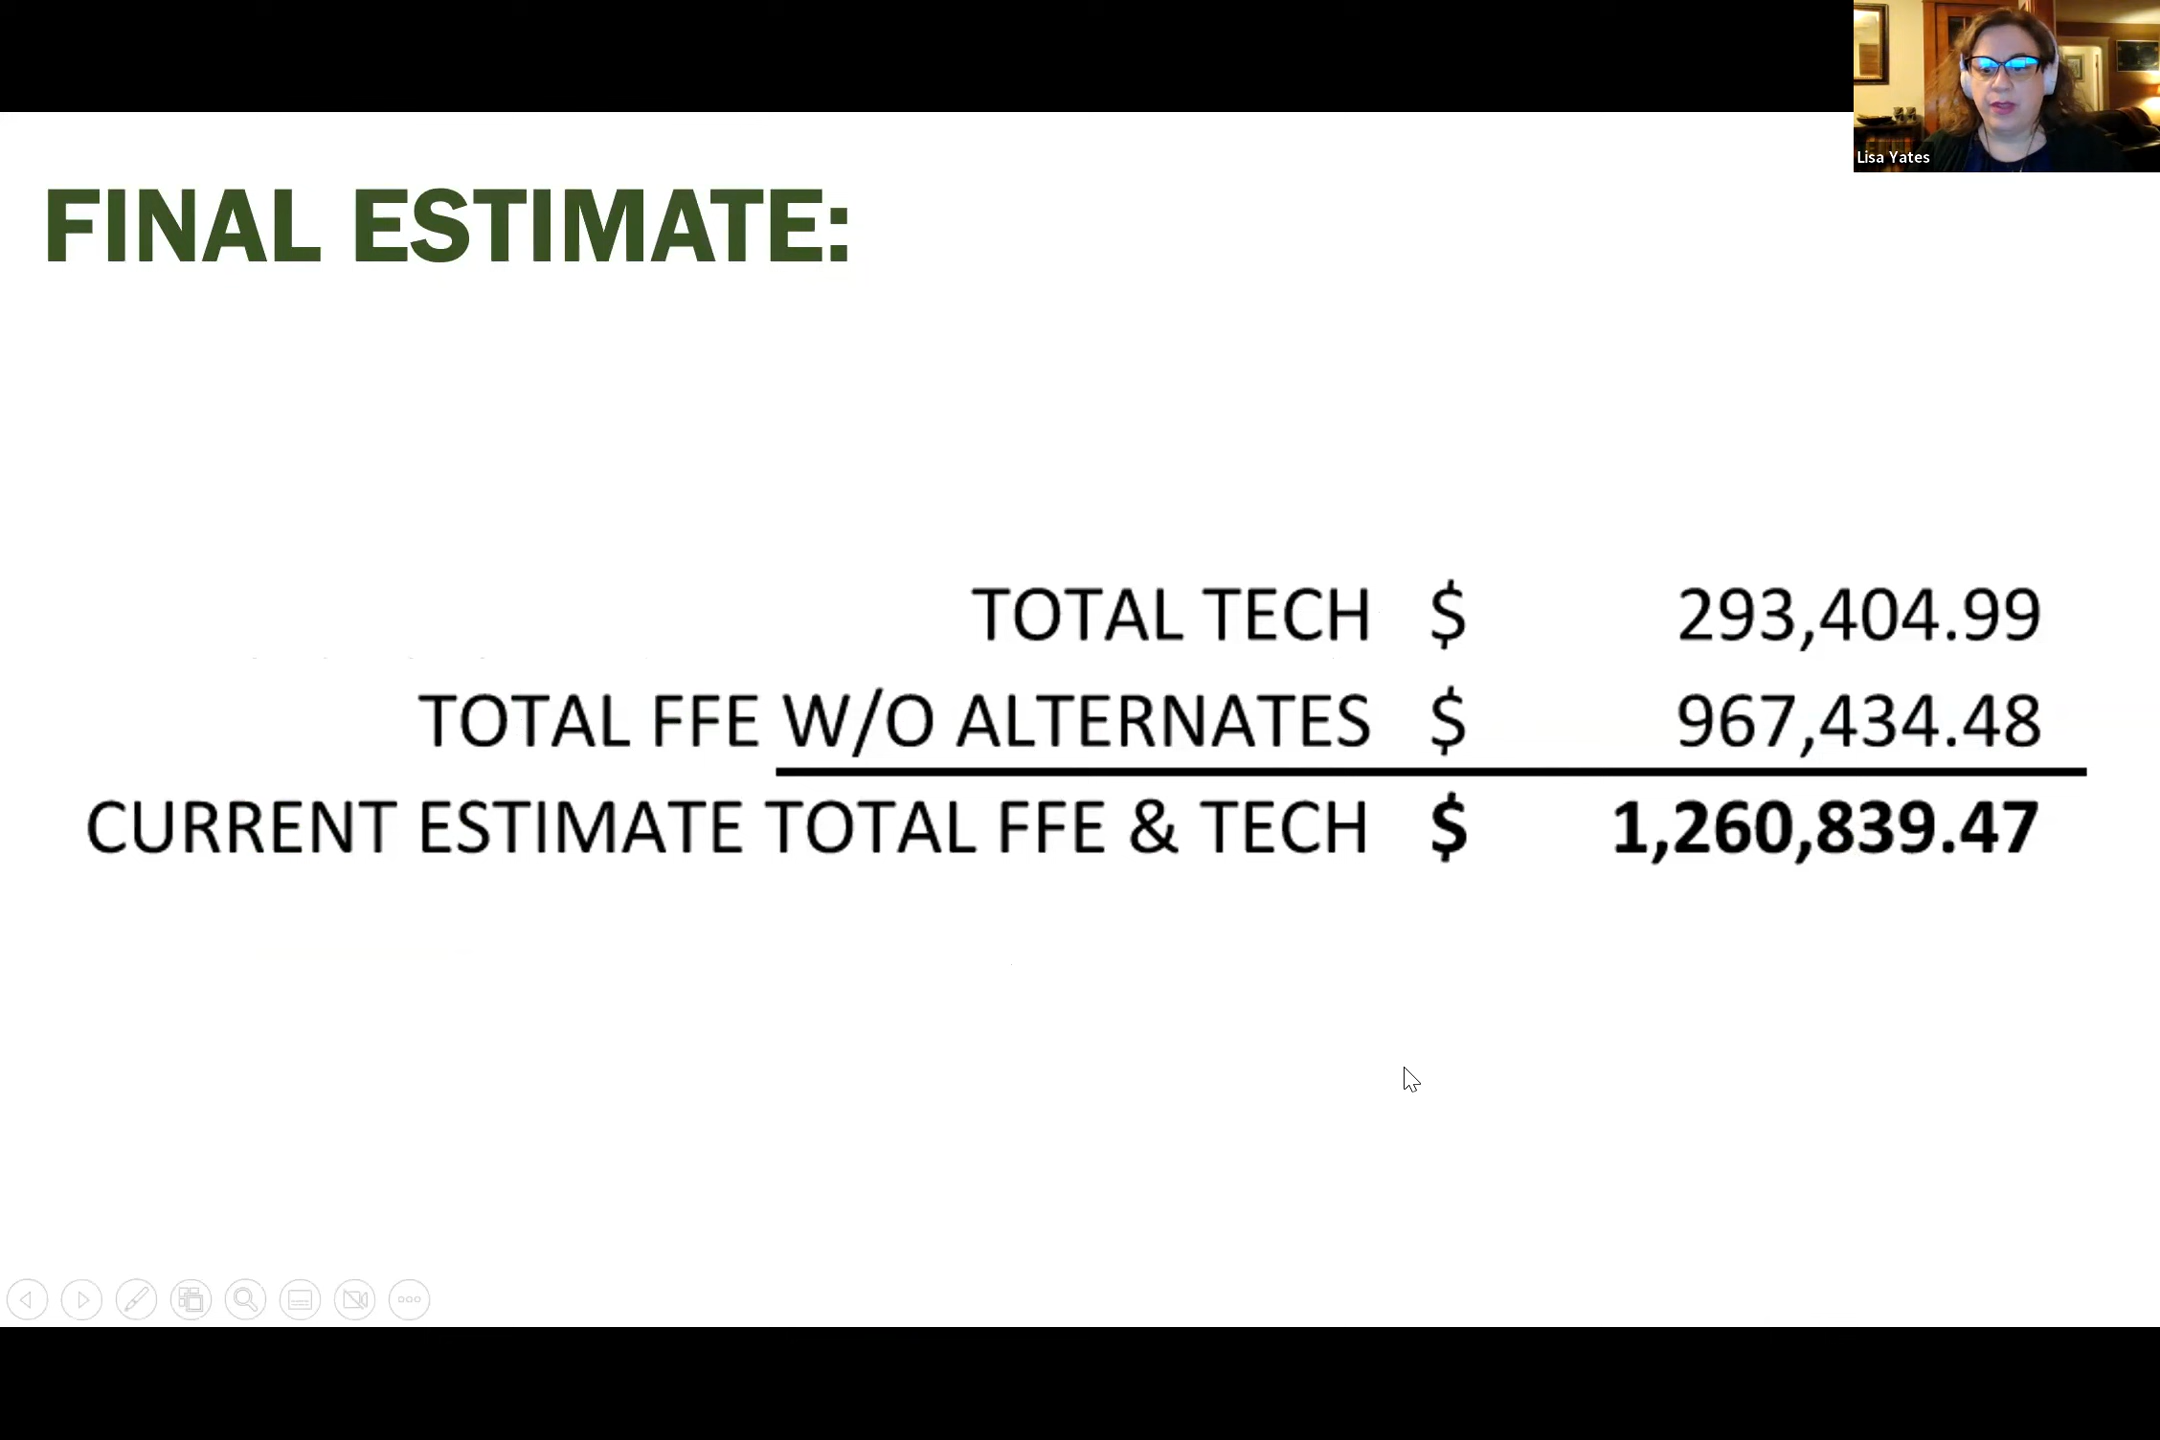 Lisa Yates
FINAL ESTIMATE:
TOTAL TECH $ 293,404.99
TOTAL FFE W/O ALTERNATES $ 967,434.48
CURRENT ESTIMATE TOTAL FFE & TECH $ 1,260,839.47